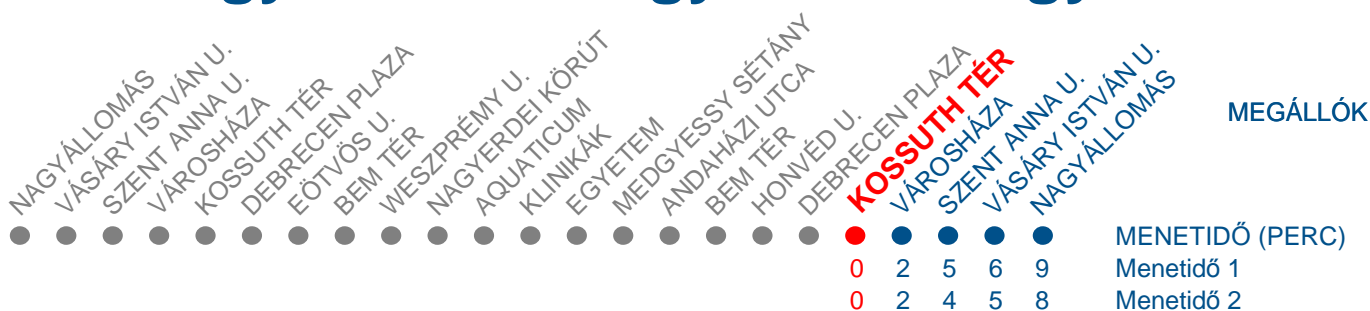 NAGYÁLLOMÁS
VÁSÁRY ISTVÁN U.
SZENT ANNA U.
VÁROSHÁZA
KOSSUTH TÉR
DEBRECEN PLAZA
EÖTVÖS U.
BEM TÉR
WESZPRÉMY U.
NAGYERDEI KÖRÚT
AQUATICUM
KLINIKÁK
EGYETEM
MEDGYESSY SÉTÁNY
ANDAHÁZI UTCA
BEM TÉR
HONVÉD U.
DEBRECEN PLAZA
KOSSUTH TÉR
VÁROSHÁZA
SZENT ANNA U.
VÁSÁRY ISTVÁN U.
NAGYÁLLOMÁS
MEGÁLLÓK
MENETIDŐ (PERC)
0 2 5 6 9 Menetidő 1
0 2 4 5 8 Menetidő 2